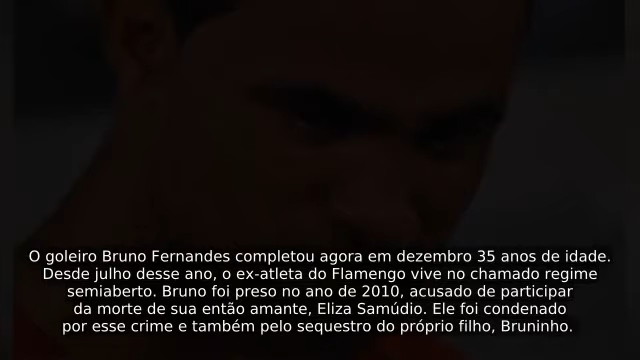 O goleiro Bruno Fernandes completou agora em dezembro 35 anos de idade.
Desde julho desse ano, o ex-atleta do Flamengo vive no chamado regime
semiaberto. Bruno foi preso no ano de 2010, acusado de participar
da morte de sua então amante, Eliza Samúdio. Ele foi condenado
por esse crime e também pelo sequestro do próprio filho, Bruninho.